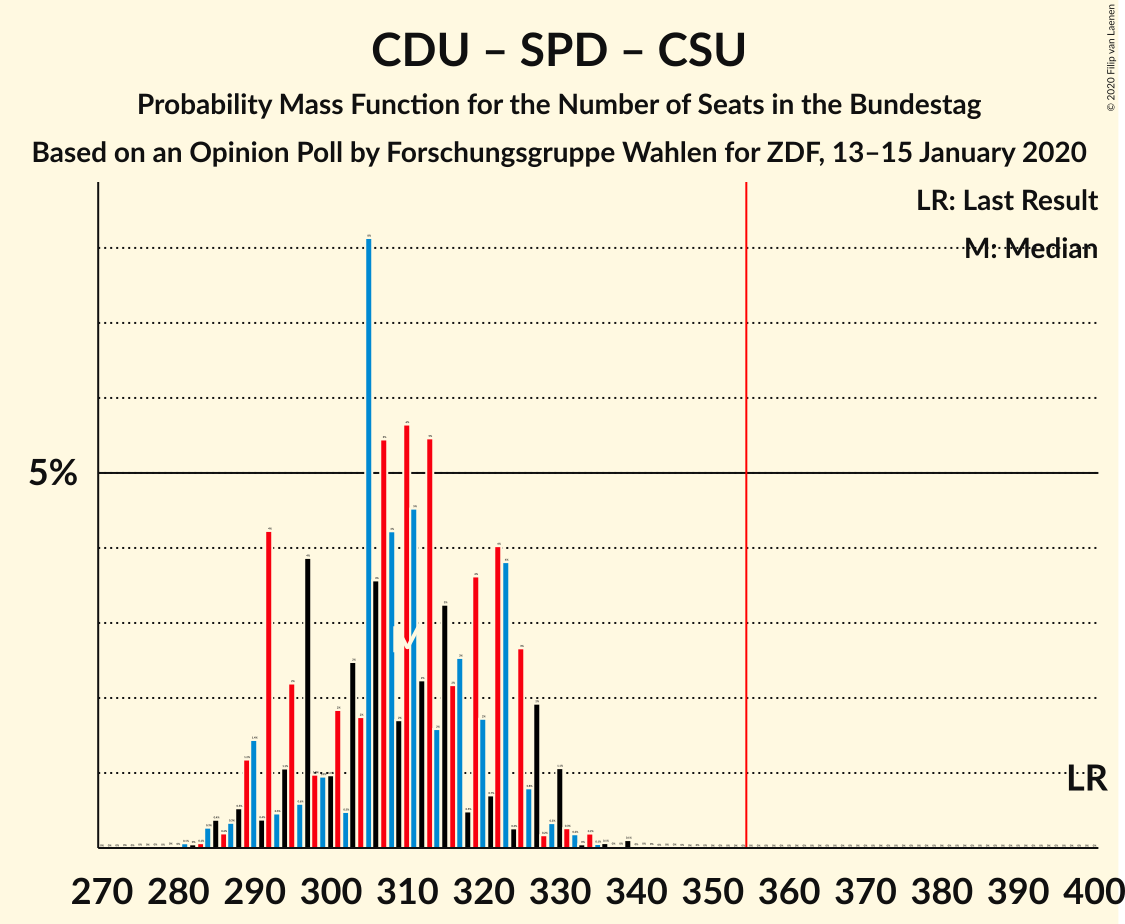 CDU – SPD – CSU
Probability Mass Function for the Number of Seats in the Bundestag
Based on an Opinion Poll by Forschungsgruppe Wahlen for ZDF, 13–15 January 2020
© 2020 Filip van Laenen
LR: Last Result
M: Median
5%
M
LR
270 280 290 300 310 320 330 340 350 360 370 380 390 400